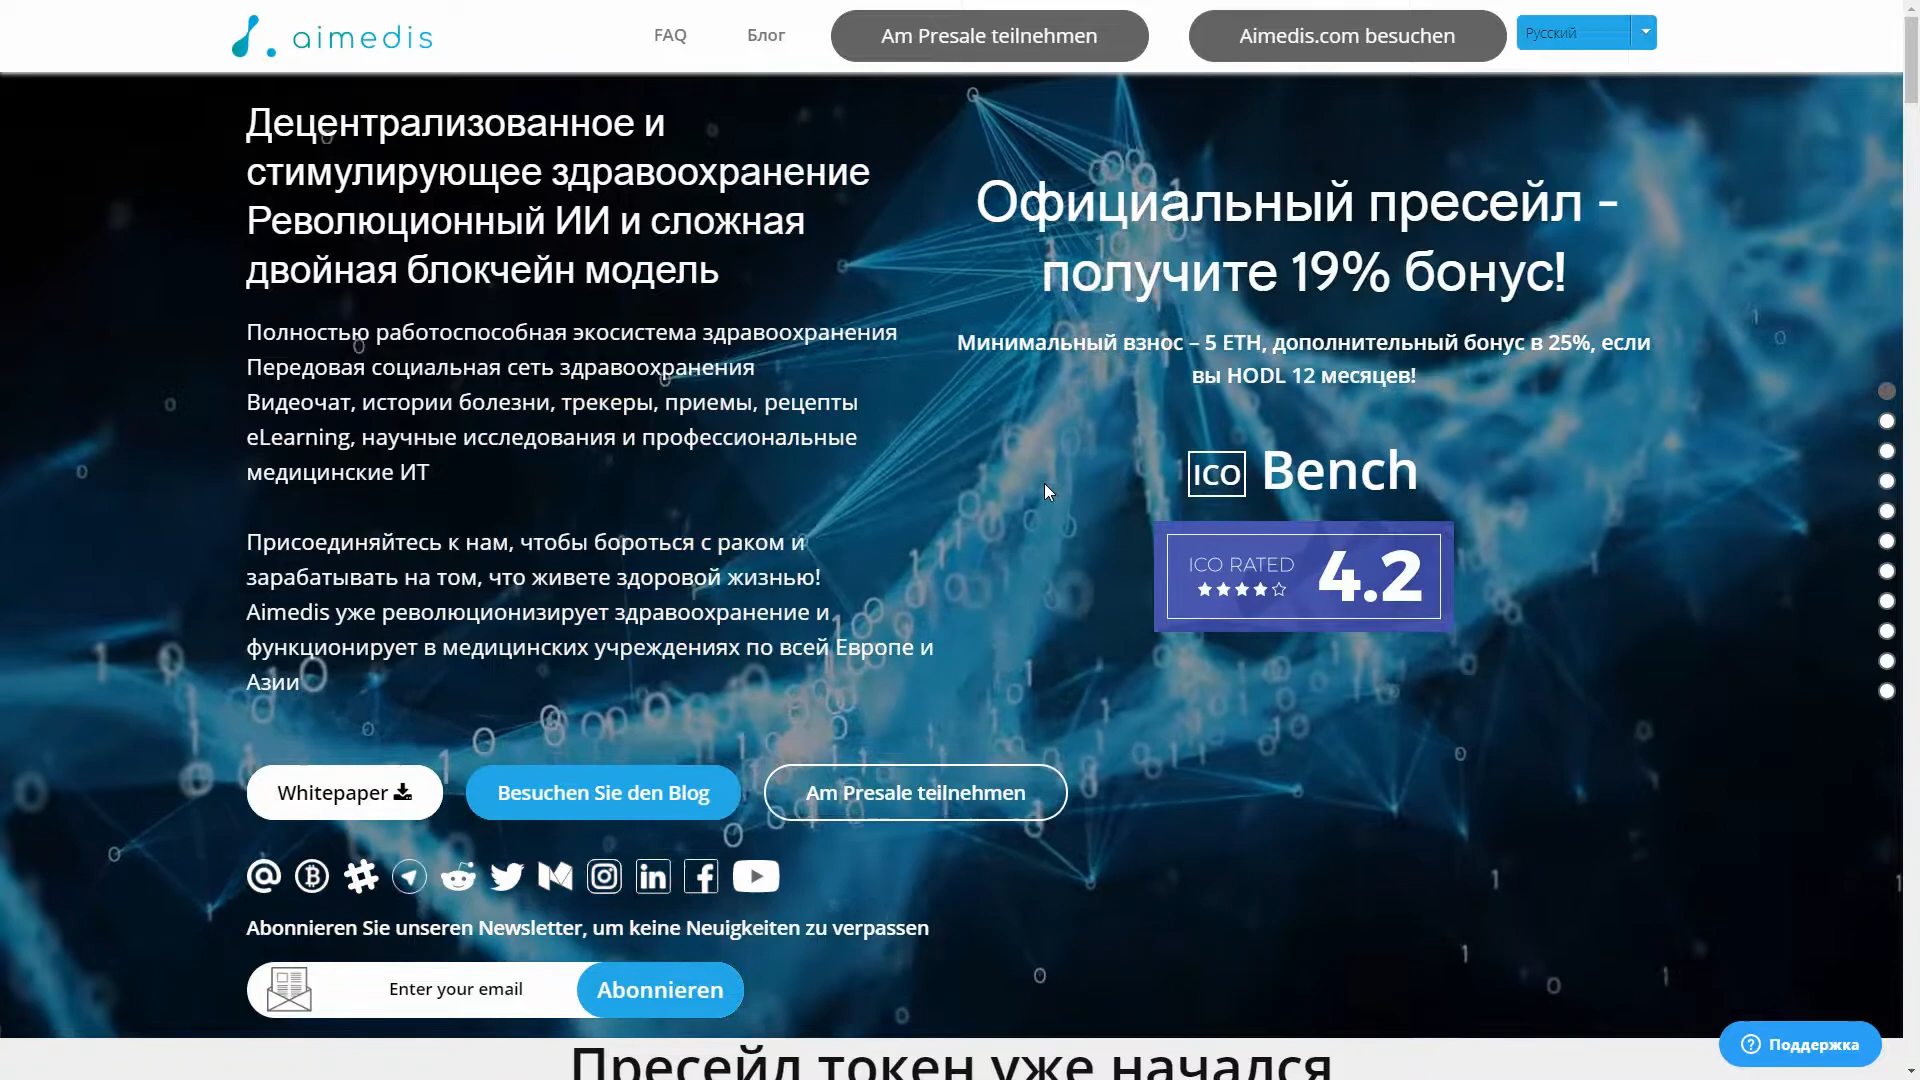 aimedis
FAQ
Блог
Am Presale teilnehmen
Aimedis.com besuchen
Русский
Децентрализованное и
стимулирующее здравоохранение
Революционный ИИ и сложная
двойная блокчейн модель
Полностью работоспособная экосистема здравоохранения
Передовая социальная сеть здравоохранения
Видеочат, истории болезни, трекеры, приемы, рецепты
eLearning, научные исследования и профессиональные
медицинские ИТ
Присоединяйтесь к нам, чтобы бороться с раком и
зарабатывать на том, что живете здоровой жизнью!
Aimedis уже революционизирует здравоохранение и
функционирует в медицинских учреждениях по всей Европе и
Азии
Официальный пресейл -
получите 19% бонус!
Минимальный взнос – 5 ETH, дополнительный бонус в 25%, если
вы HODL 12 месяцев!
ICO Bench
ICO RATED
4.2
Whitepaper
Besuchen Sie den Blog
Am Presale teilnehmen
Abonnieren Sie unseren Newsletter, um keine Neuigkeiten zu verpassen
Enter your email
Abonnieren
Поддержка
Пресейл токен уже начался